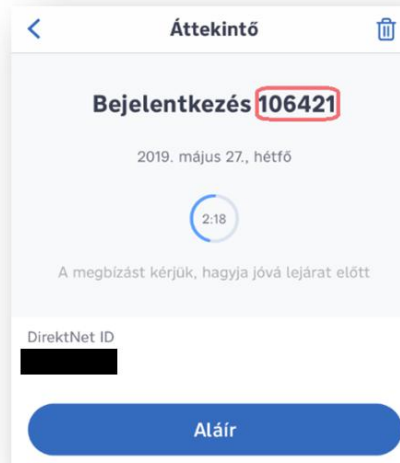 Áttekintő
Bejelentkezés 106421
2019. május 27., hétfő
2:18
A megbízást kérjük, hagyja jóvá lejárat előtt
DirektNet ID
Aláír